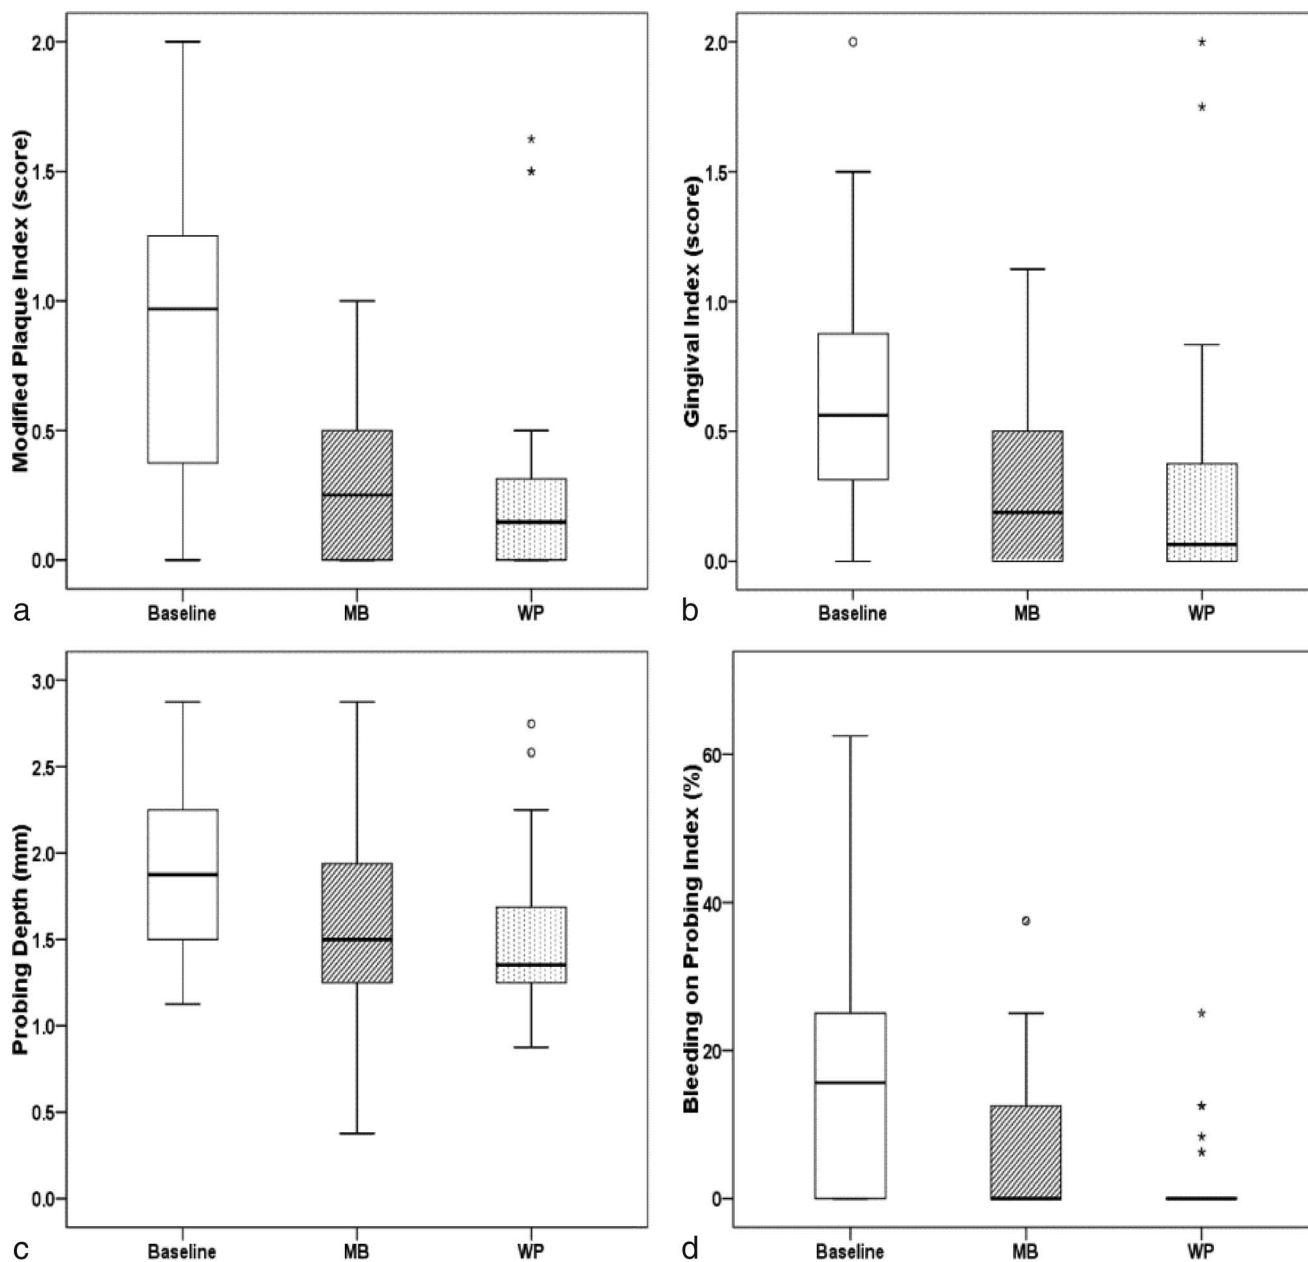 Modified Plaque Index (score)
2.0
1.5
1.0
0.5
0.0
Baseline
MB
WP
a
Gingival Index (score)
2.0
1.5
1.0
0.5
0.0
Baseline
MB
WP
b
Probing Depth (mm)
3.0
2.5
2.0
1.5
1.0
0.5
0.0
Baseline
MB
WP
c
Bleeding on Probing Index (%)
60
40
20
0
Baseline
MB
WP
d